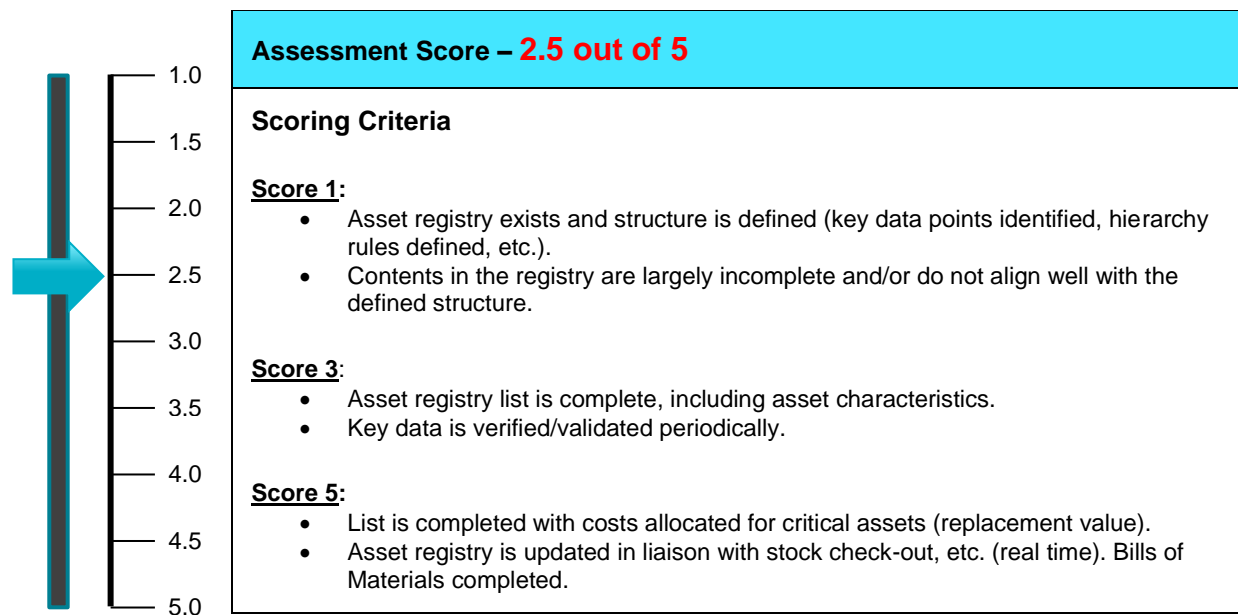 1.0
1.5
2.0
2.5
3.0
3.5
4.0
4.5
5.0
Assessment Score – 2.5 out of 5
Scoring Criteria
Score 1:
• Asset registry exists and structure is defined (key data points identified, hierarchy
rules defined, etc.).
• Contents in the registry are largely incomplete and/or do not align well with the
defined structure.
Score 3:
• Asset registry list is complete, including asset characteristics.
• Key data is verified/validated periodically.
Score 5:
• List is completed with costs allocated for critical assets (replacement value).
• Asset registry is updated in liaison with stock check-out, etc. (real time). Bills of
Materials completed.